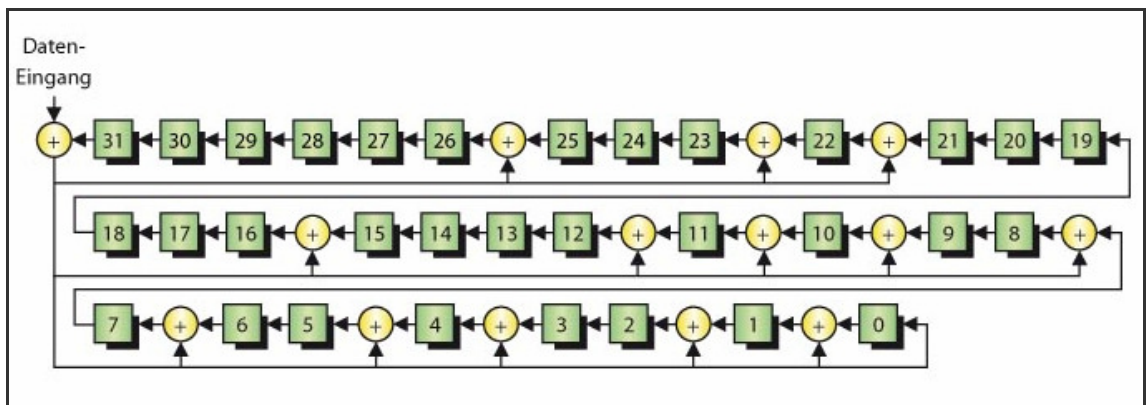 Daten-
Eingang
+ 31 30 29 28 27 26 + 25 24 23 + 22 + 21 20 19
18 17 16 + 15 14 13 12 + 11 + 10 + 9 8 +
7 + 6 5 + 4 + 3 2 + 1 + 0